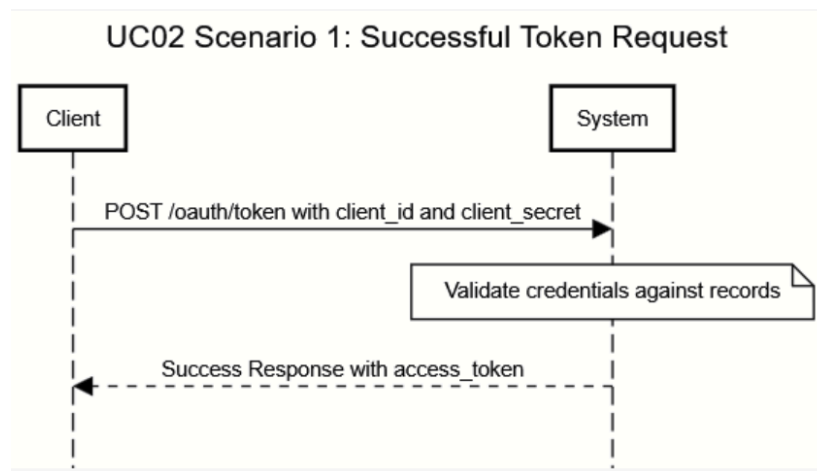 UC02 Scenario 1: Successful Token Request
Client
System
POST /oauth/token with client_id and client_secret
Validate credentials against records
Success Response with access_token